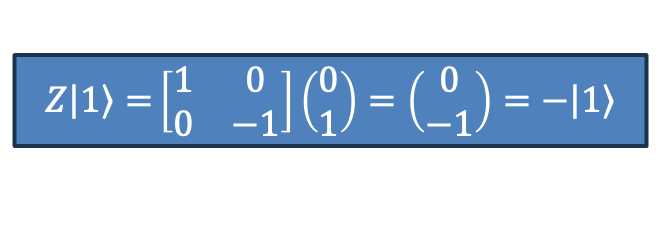 Z|1⟩ = [1 0; 0 −1] (0; 1) = (0; −1) = −|1⟩